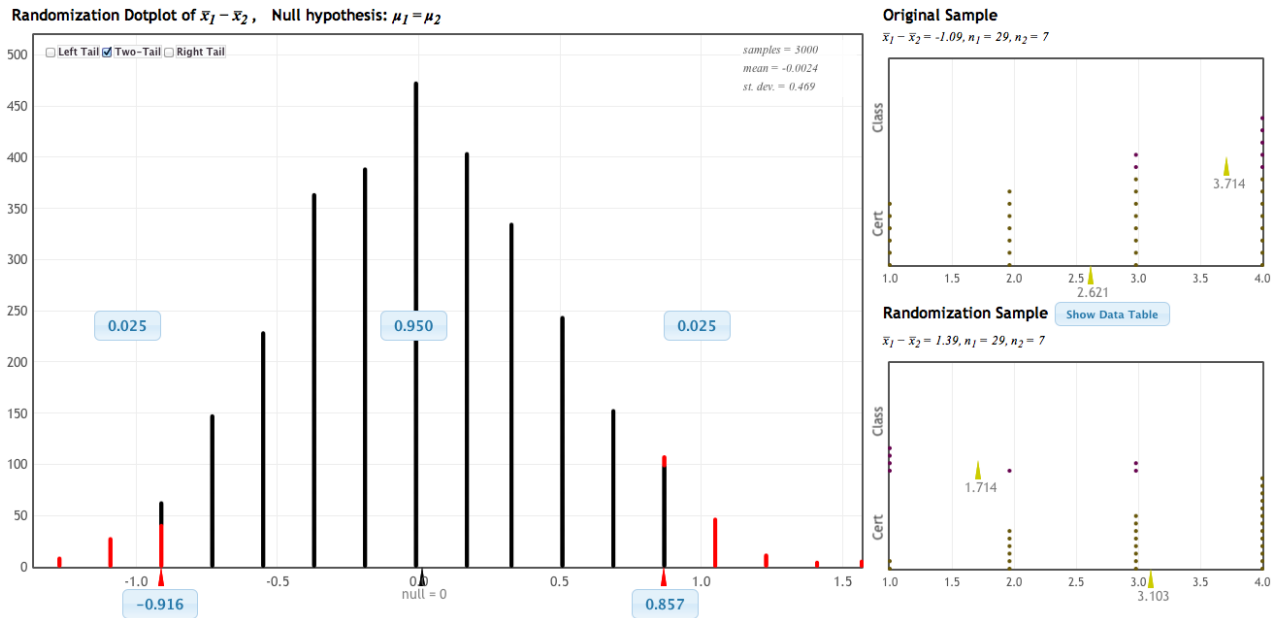 Randomization Dotplot of x̄1 − x̄2 , Null hypothesis: μ1 = μ2
Left Tail Two-Tail Right Tail
samples = 3000
mean = -0.0024
st. dev. = 0.469
500
450
400
350
300
250
200
150
100
50
0
0.025
0.950
0.025
-1.0
-0.5
0.0
0.5
1.0
1.5
null = 0
-0.916
0.857
Original Sample
x̄1 − x̄2 = -1.09, n1 = 29, n2 = 7
Class
3.714
Cert
1.0
1.5
2.0
2.5
3.0
3.5
4.0
2.621
Randomization Sample
Show Data Table
x̄1 − x̄2 = 1.39, n1 = 29, n2 = 7
Class
1.714
Cert
1.0
1.5
2.0
2.5
3.0
3.5
4.0
3.103